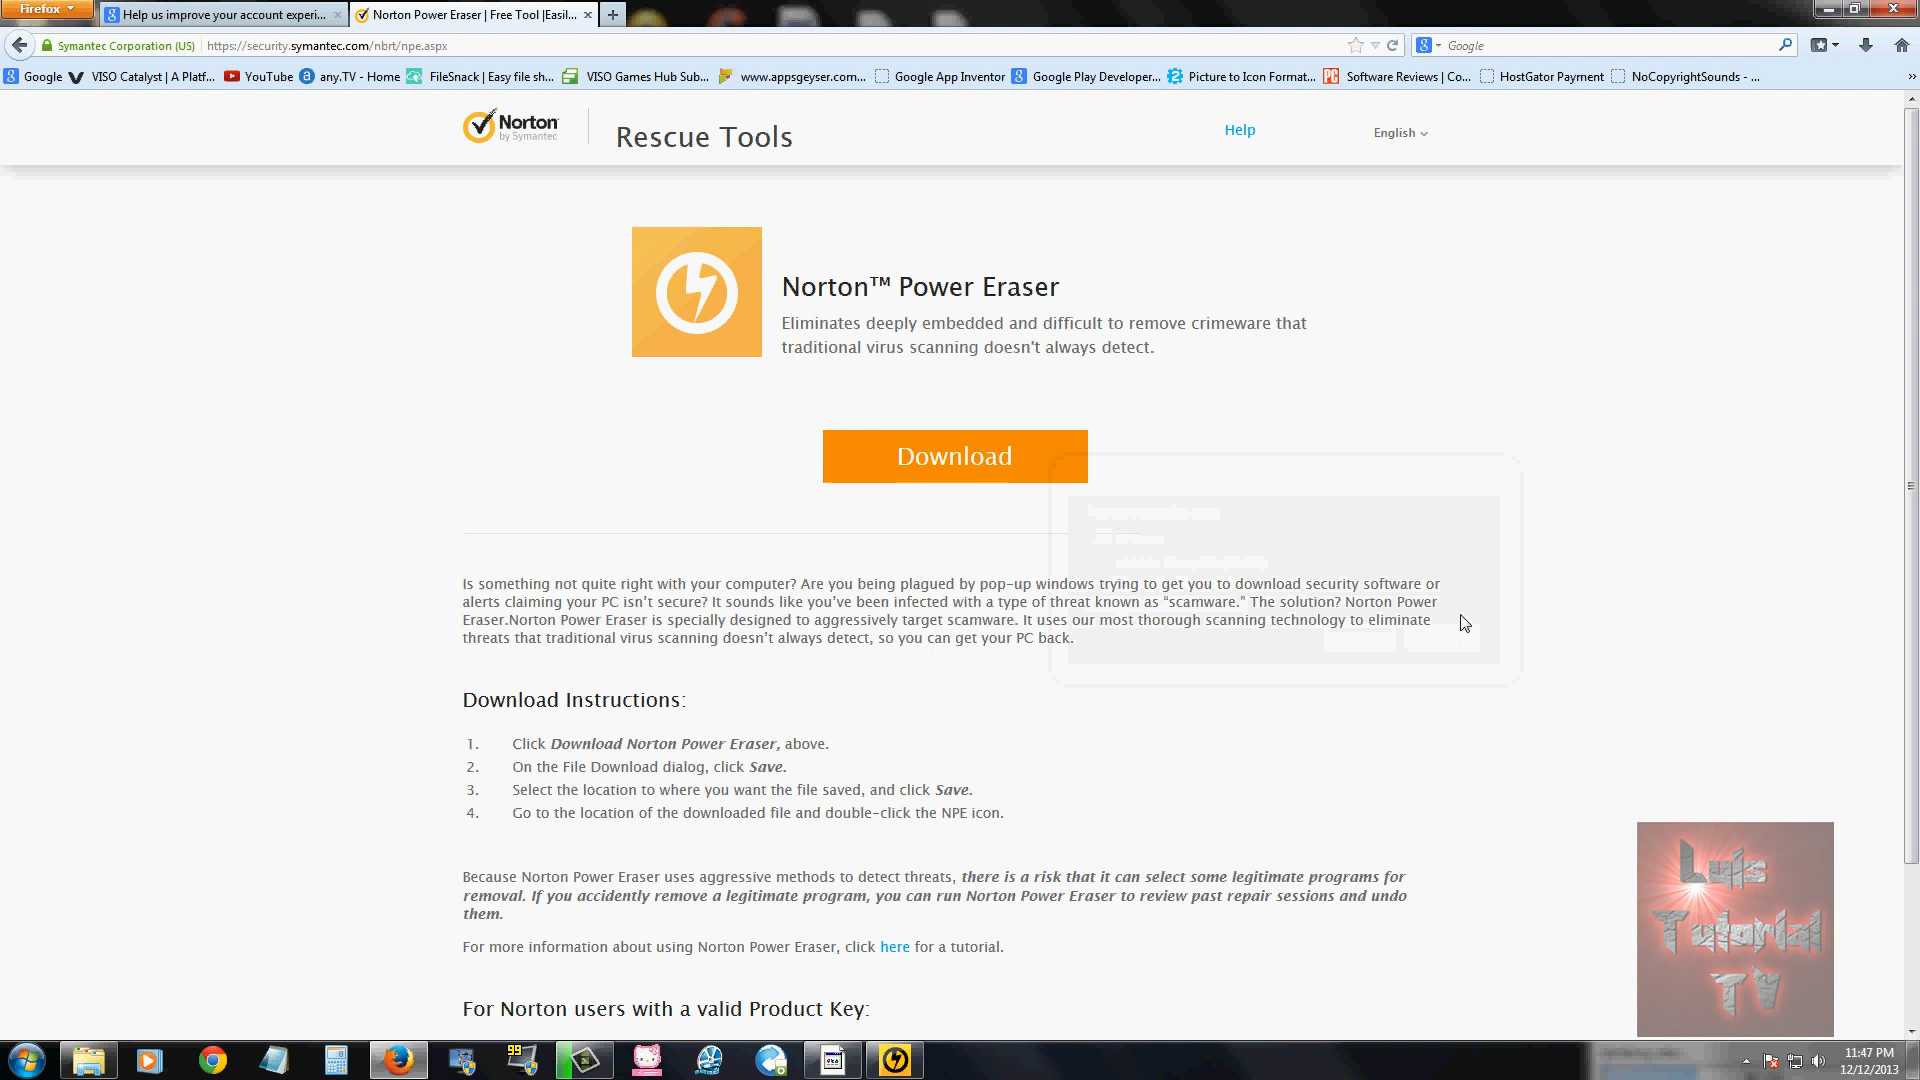 Firefox
Help us improve your account experi...
Norton Power Eraser | Free Tool |Easil...
Symantec Corporation (US)
https://security.symantec.com/nbrt/npe.aspx
Google
Google
VISO Catalyst | A Platf...
YouTube
any.TV - Home
FileSnack | Easy file sh...
VISO Games Hub Sub...
www.appsgeyser.com...
Google App Inventor
Google Play Developer...
Picture to Icon Format...
Software Reviews | Co...
HostGator Payment
NoCopyrightSounds - ...
Norton
by Symantec
Rescue Tools
Help
English
Norton™ Power Eraser
Eliminates deeply embedded and difficult to remove crimeware that
traditional virus scanning doesn't always detect.
Download
Is something not quite right with your computer? Are you being plagued by pop-up windows trying to get you to download security software or
alerts claiming your PC isn’t secure? It sounds like you’ve been infected with a type of threat known as “scamware.” The solution? Norton Power
Eraser.Norton Power Eraser is specially designed to aggressively target scamware. It uses our most thorough scanning technology to eliminate
threats that traditional virus scanning doesn’t always detect, so you can get your PC back.
Download Instructions:
1. Click Download Norton Power Eraser, above.
2. On the File Download dialog, click Save.
3. Select the location to where you want the file saved, and click Save.
4. Go to the location of the downloaded file and double-click the NPE icon.
Because Norton Power Eraser uses aggressive methods to detect threats, there is a risk that it can select some legitimate programs for
removal. If you accidently remove a legitimate program, you can run Norton Power Eraser to review past repair sessions and undo
them.
For more information about using Norton Power Eraser, click here for a tutorial.
For Norton users with a valid Product Key:
Luis
Tutorial
TV
99
11:47 PM
12/12/2013